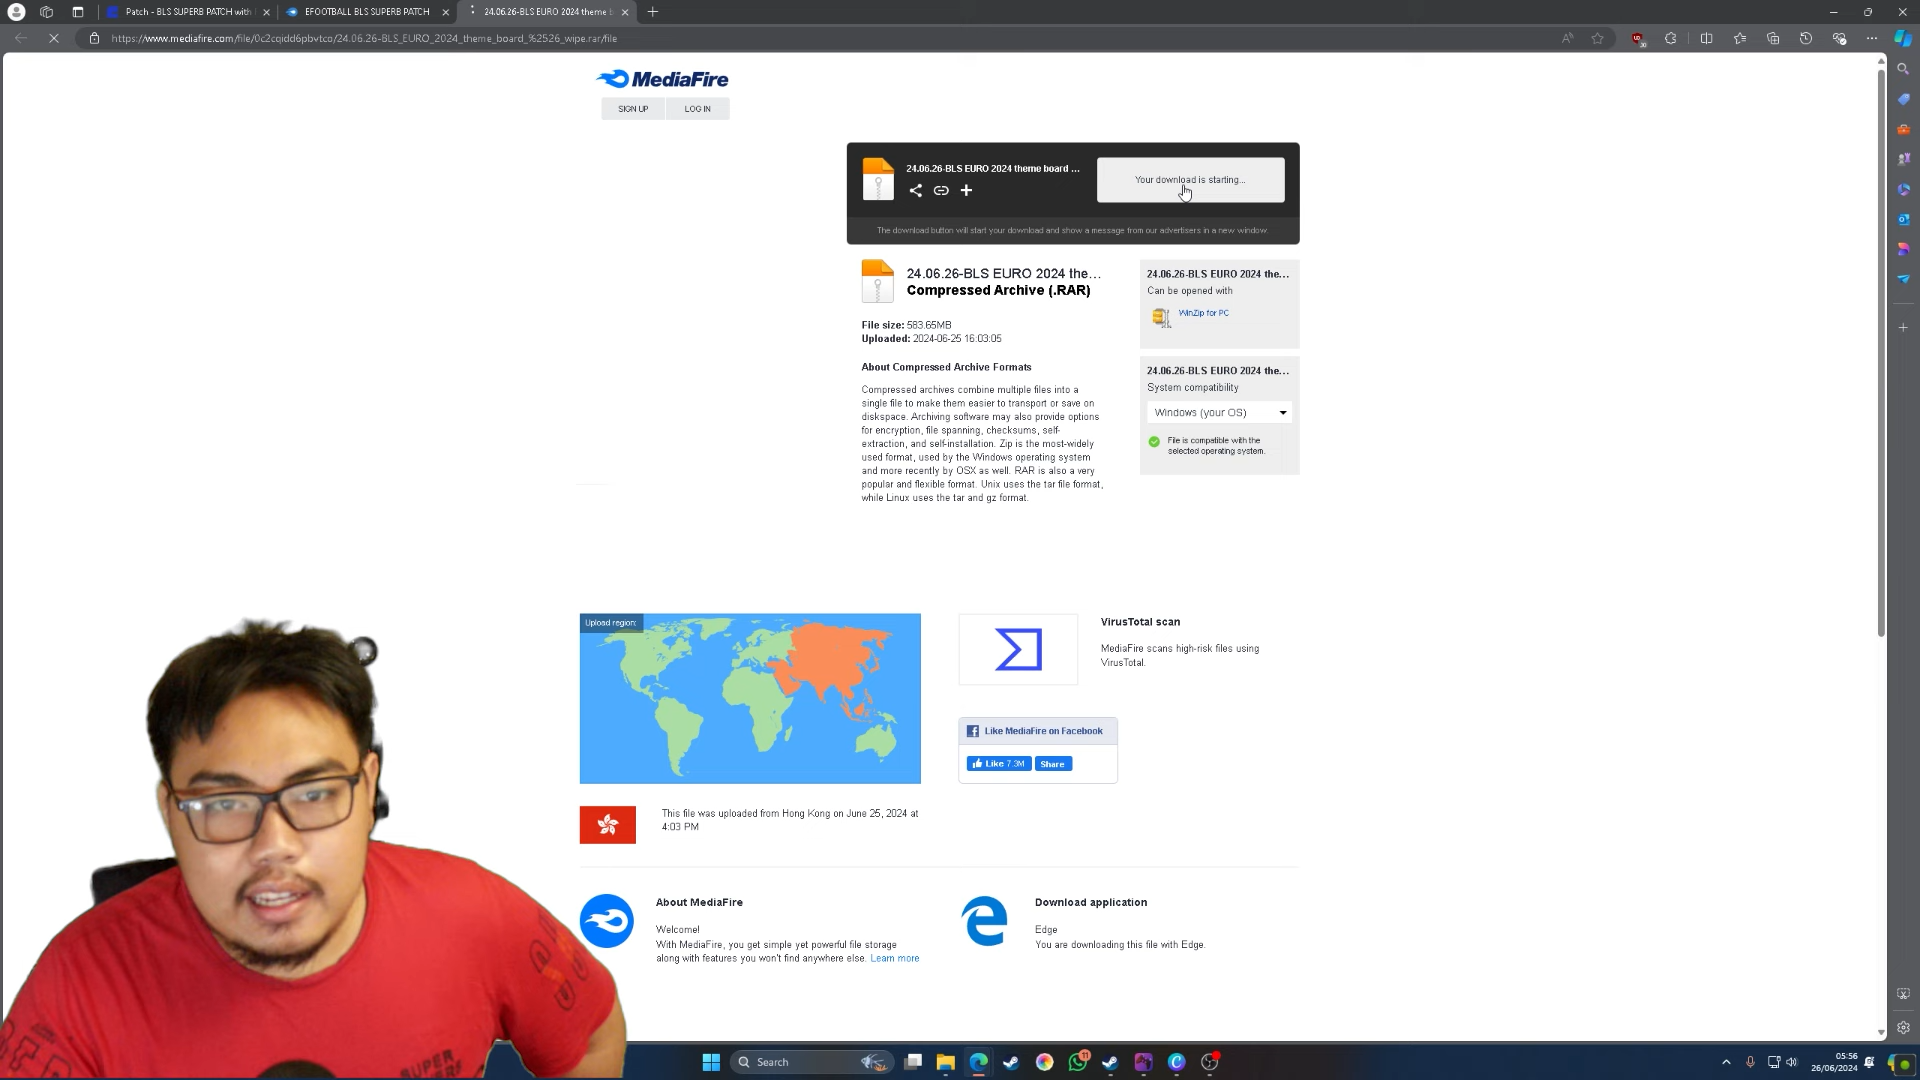 Patch - BLS SUPERB PATCH with
EFOOTBALL BLS SUPERB PATCH
24.06.26-BLS EURO 2024 theme b
https://www.mediafire.com/file/0c2cqidd6pbvtco/24.06.26-BLS_EURO_2024_theme_board_%2526_wipe.rar/file
MediaFire
SIGN UP
LOG IN
24.06.26-BLS EURO 2024 theme board ...
Your download is starting...
The download button will start your download and show a message from our advertisers in a new window.
24.06.26-BLS EURO 2024 the...
Compressed Archive (.RAR)
File size: 583.65MB
Uploaded: 2024-06-25 16:03:05
About Compressed Archive Formats
Compressed archives combine multiple files into a
single file to make them easier to transport or save on
diskspace. Archiving software may also provide options
for encryption, file spanning, checksums, self-
extraction, and self-installation. Zip is the most-widely
used format, used by the Windows operating system
and more recently by OSX as well. RAR is also a very
popular and flexible format. Unix uses the tar file format,
while Linux uses the tar and gz format.
24.06.26-BLS EURO 2024 the...
Can be opened with
WinZip for PC
24.06.26-BLS EURO 2024 the...
System compatibility
Windows (your OS)
File is compatible with the
selected operating system.
Upload region:
VirusTotal scan
MediaFire scans high-risk files using
VirusTotal.
Like MediaFire on Facebook
Like 7.3M
Share
This file was uploaded from Hong Kong on June 25, 2024 at
4:03 PM
About MediaFire
Welcome!
With MediaFire, you get simple yet powerful file storage
along with features you won't find anywhere else. Learn more
Download application
Edge
You are downloading this file with Edge.
SUPER
Search
11
05:56
26/06/2024